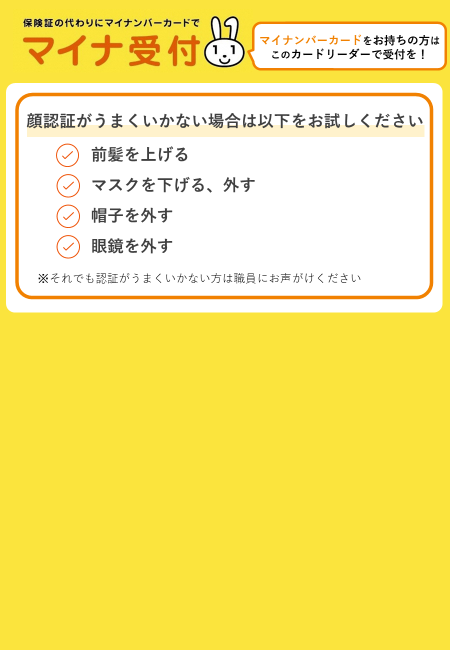 保険証の代わりにマイナンバーカードで
マイナ受付
マイナンバーカードをお持ちの方は
このカードリーダーで受付を！
顔認証がうまくいかない場合は以下をお試しください
前髪を上げる
マスクを下げる、外す
帽子を外す
眼鏡を外す
※それでも認証がうまくいかない方は職員にお声がけください